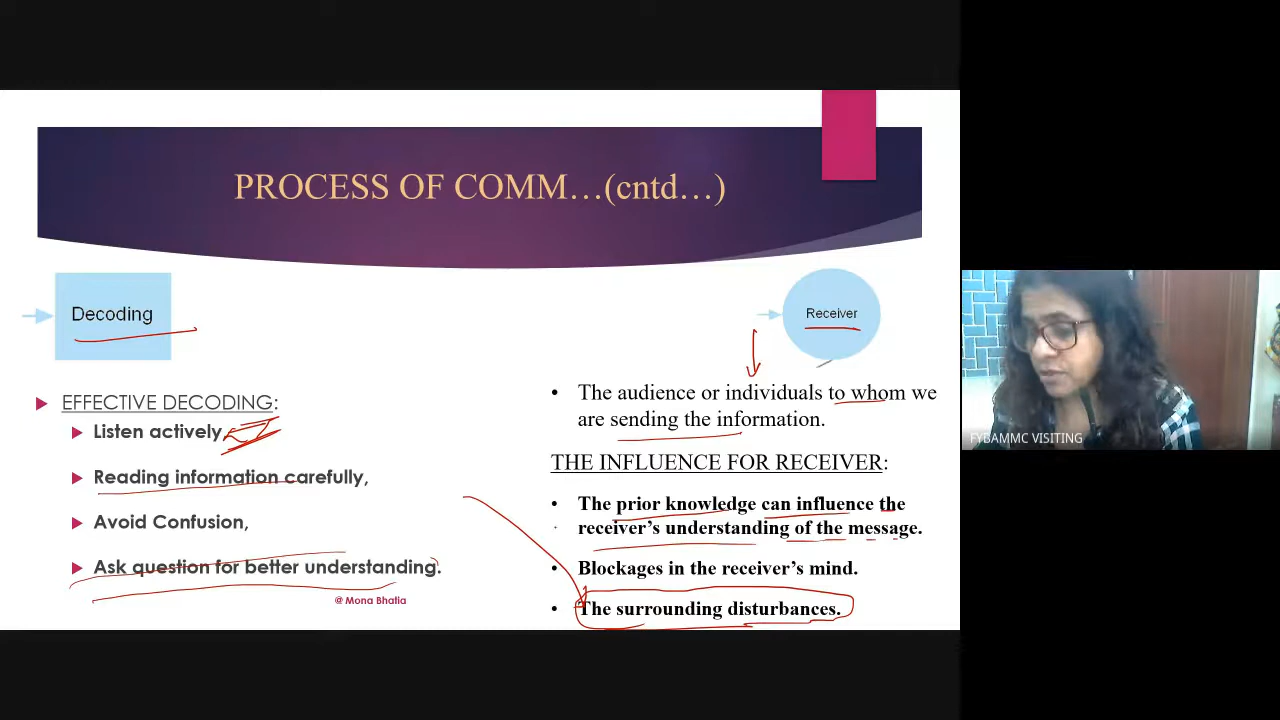 PROCESS OF COMM…(cntd…)
Decoding
EFFECTIVE DECODING:
Listen actively,
Reading information carefully,
Avoid Confusion,
Ask question for better understanding.
@ Mona Bhatia
Receiver
• The audience or individuals to whom we
are sending the information.
THE INFLUENCE FOR RECEIVER:
• The prior knowledge can influence the
receiver's understanding of the message.
• Blockages in the receiver's mind.
• The surrounding disturbances.
FYBAMMC VISITING